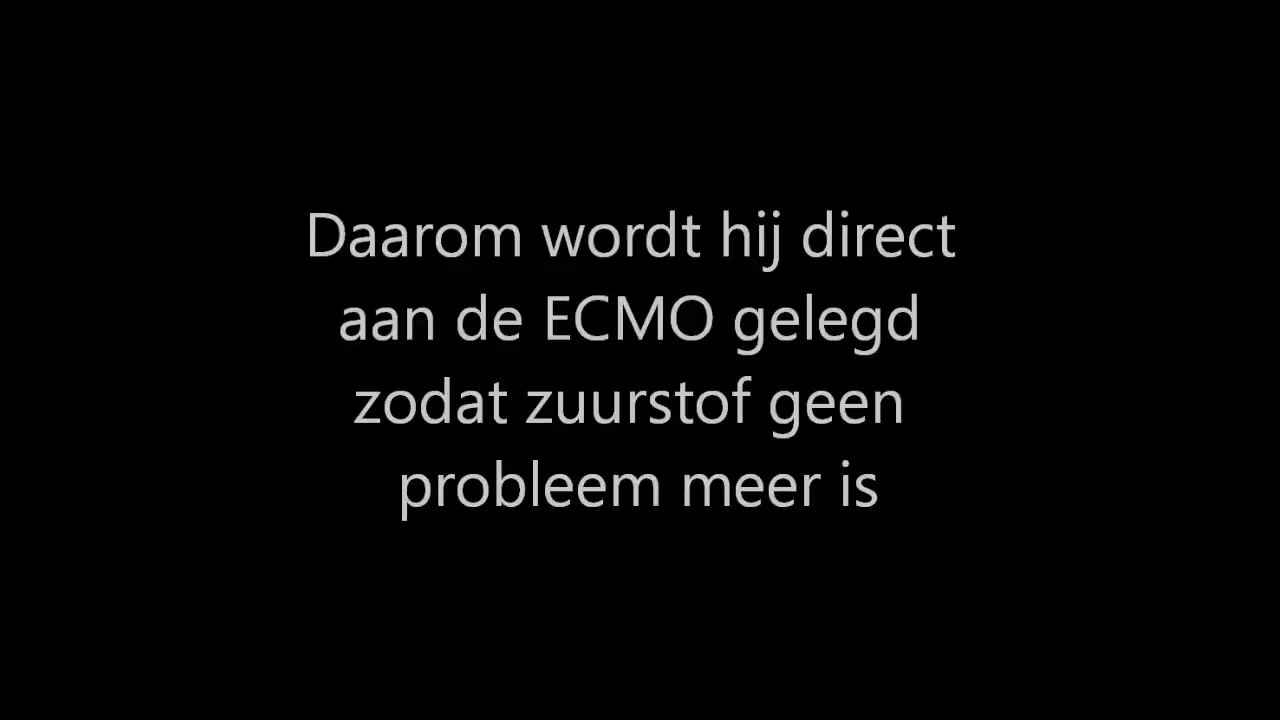 Daarom wordt hij direct
aan de ECMO gelegd
zodat zuurstof geen
probleem meer is